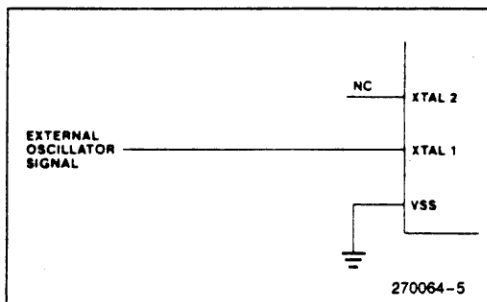 NC
XTAL 2
EXTERNAL
OSCILLATOR
SIGNAL
XTAL 1
VSS
270064-5